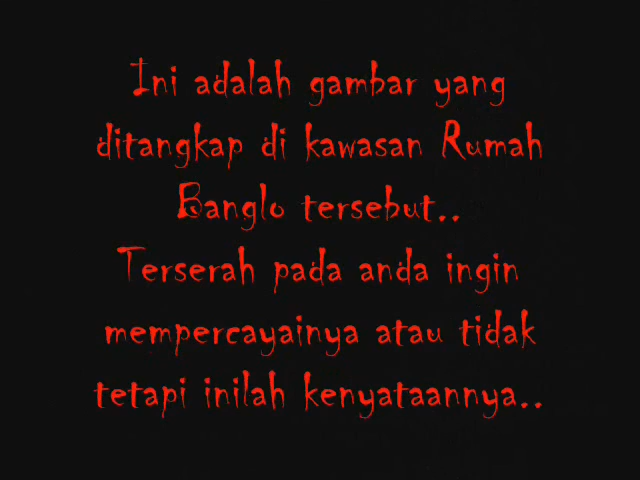 Ini adalah gambar yang
ditangkap di kawasan Rumah
Banglo tersebut..
Terserah pada anda ingin
mempercayainya atau tidak
tetapi inilah kenyataannya..